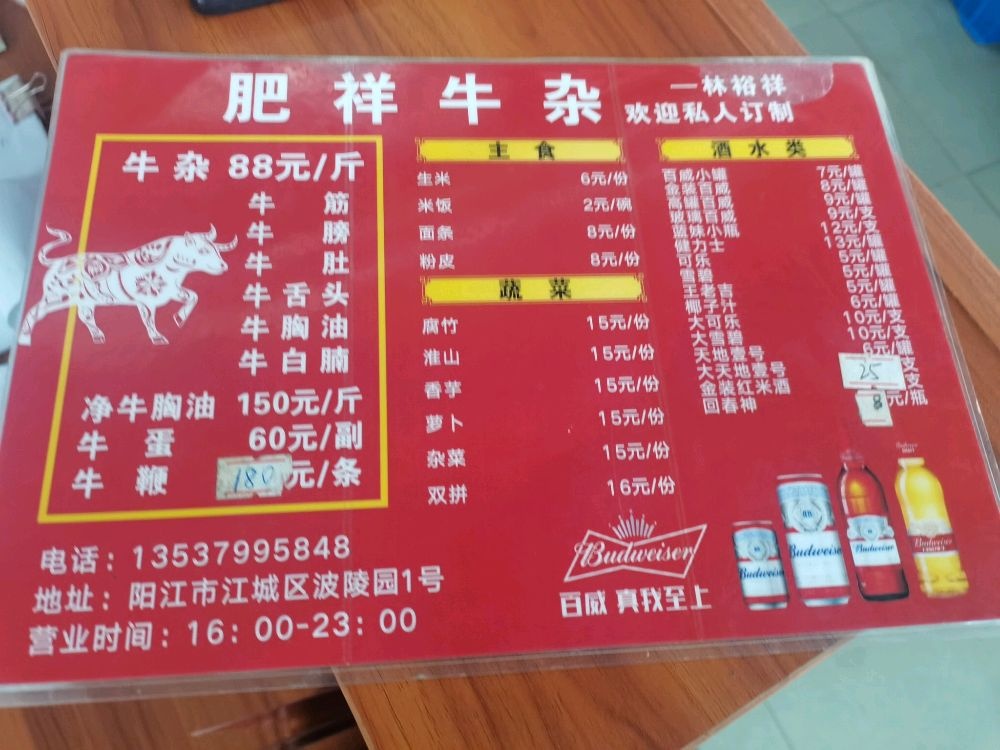 肥祥牛杂
一林裕祥
欢迎私人订制
牛杂 88元/斤
牛筋
牛膀
牛肚
牛舌头
牛胸油
牛白腩
净牛胸油 150元/斤
牛蛋 60元/副
牛鞭 180元/条
电话：13537995848
地址：阳江市江城区波陵园1号
营业时间：16：00-23：00
主食
生米 6元/份
米饭 2元/碗
面条 8元/份
粉皮 8元/份
蔬菜
腐竹 15元/份
淮山 15元/份
香芋 15元/份
萝卜 15元/份
杂菜 15元/份
双拼 16元/份
酒水类
百威小罐 7元/罐
金装百威 8元/罐
高罐百威 9元/罐
玻璃百威 9元/支
蓝妹小瓶 12元/支
健力士 13元/罐
可乐 5元/罐
雪碧 5元/罐
王老吉 5元/罐
椰子汁 6元/罐
大可乐 10元/支
大雪碧 10元/支
天地壹号 6元/罐
大天地壹号 支
金装红米酒 25 支
回春神 8 元/瓶
Budweiser
百威 真我至上
Budweiser
Budweiser
Budweiser
Budweiser